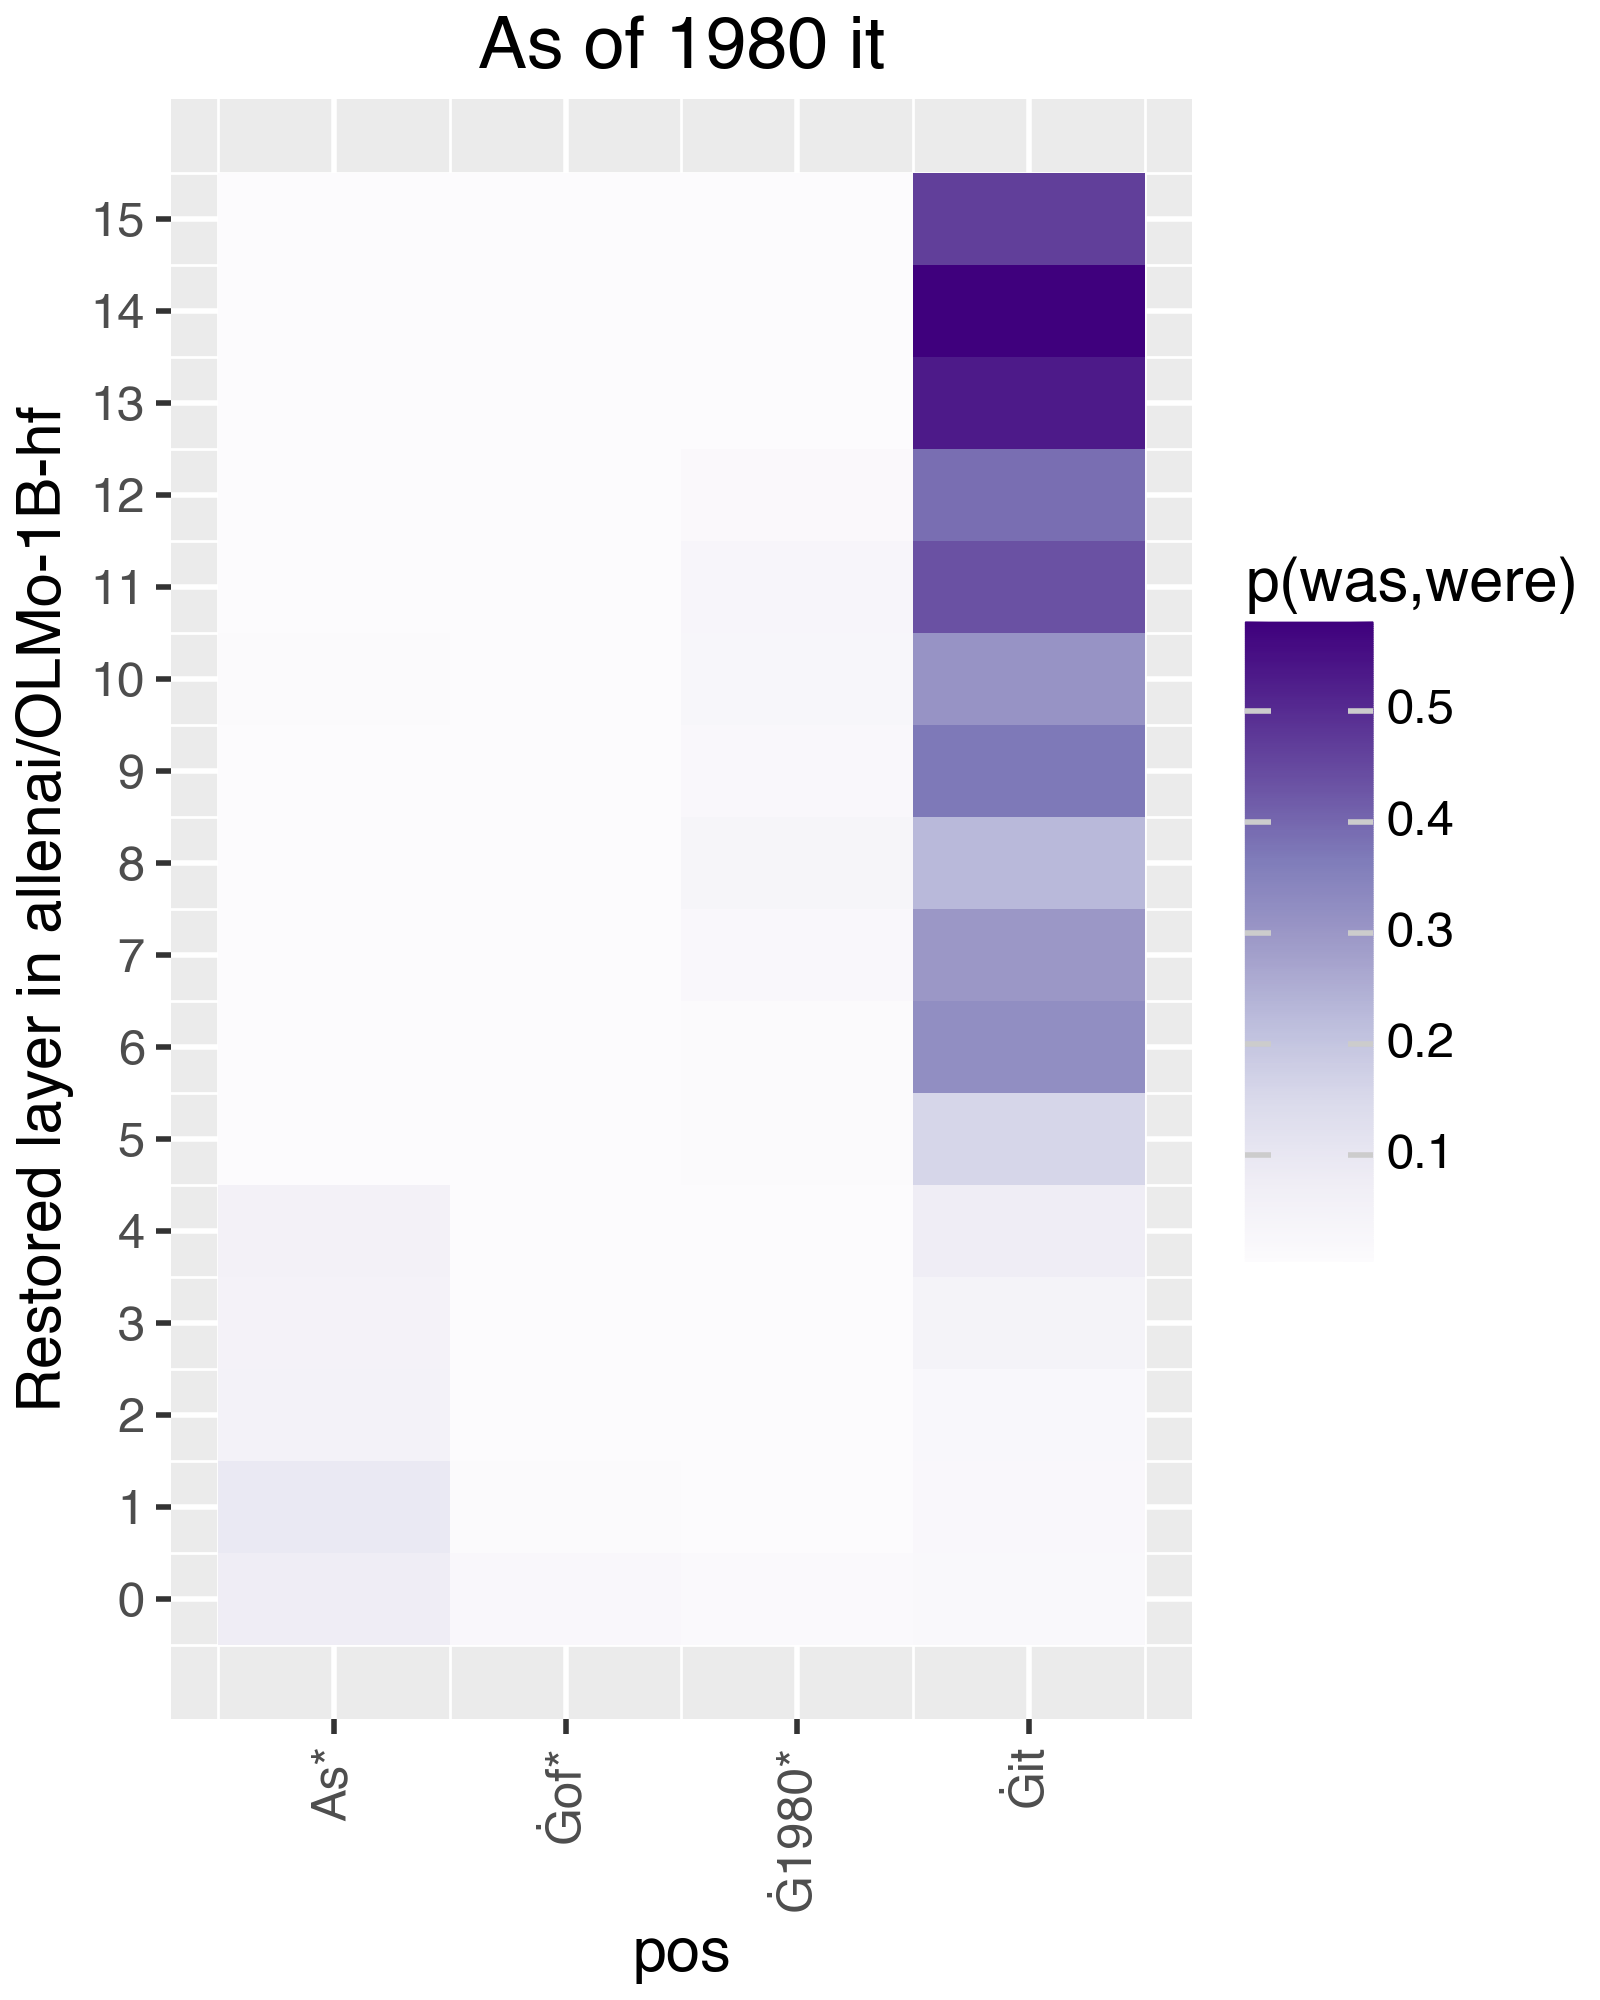 As of 1980 it
Restored layer in allenai/OLMo-1B-hf
15
14
13
12
11
10
9
8
7
6
5
4
3
2
1
0
As*
Ġof*
Ġ1980*
Ġit
pos
p(was,were)
0.5
0.4
0.3
0.2
0.1